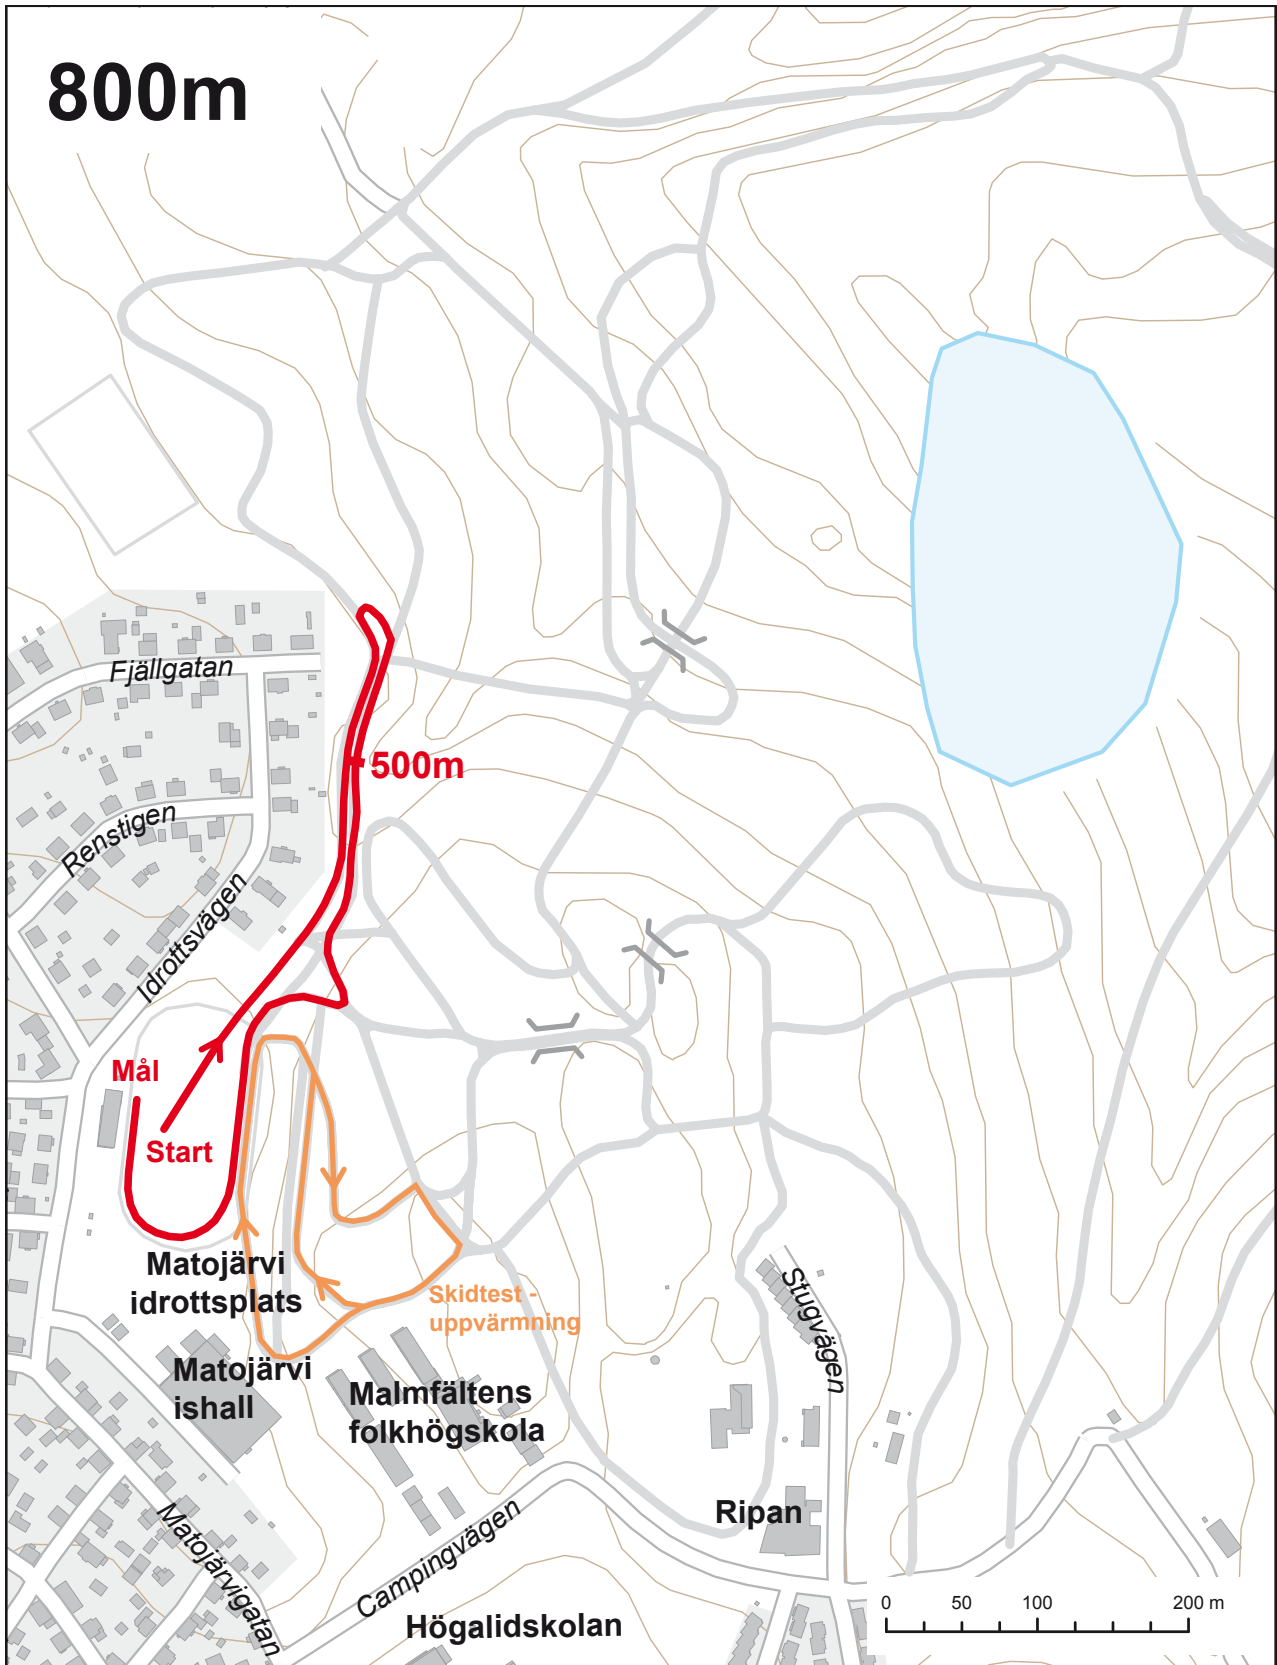 800m
Fjällgatan
500m
Renstigen
Idrottsvägen
Mål
Start
Matojärvi
idrottsplats
Skidtest -
uppvärmning
Stugvägen
Matojärvi
ishall
Malmfältens
folkhögskola
Ripan
Matojärvigatan
Campingvägen
Högalidskolan
0 50 100 200 m